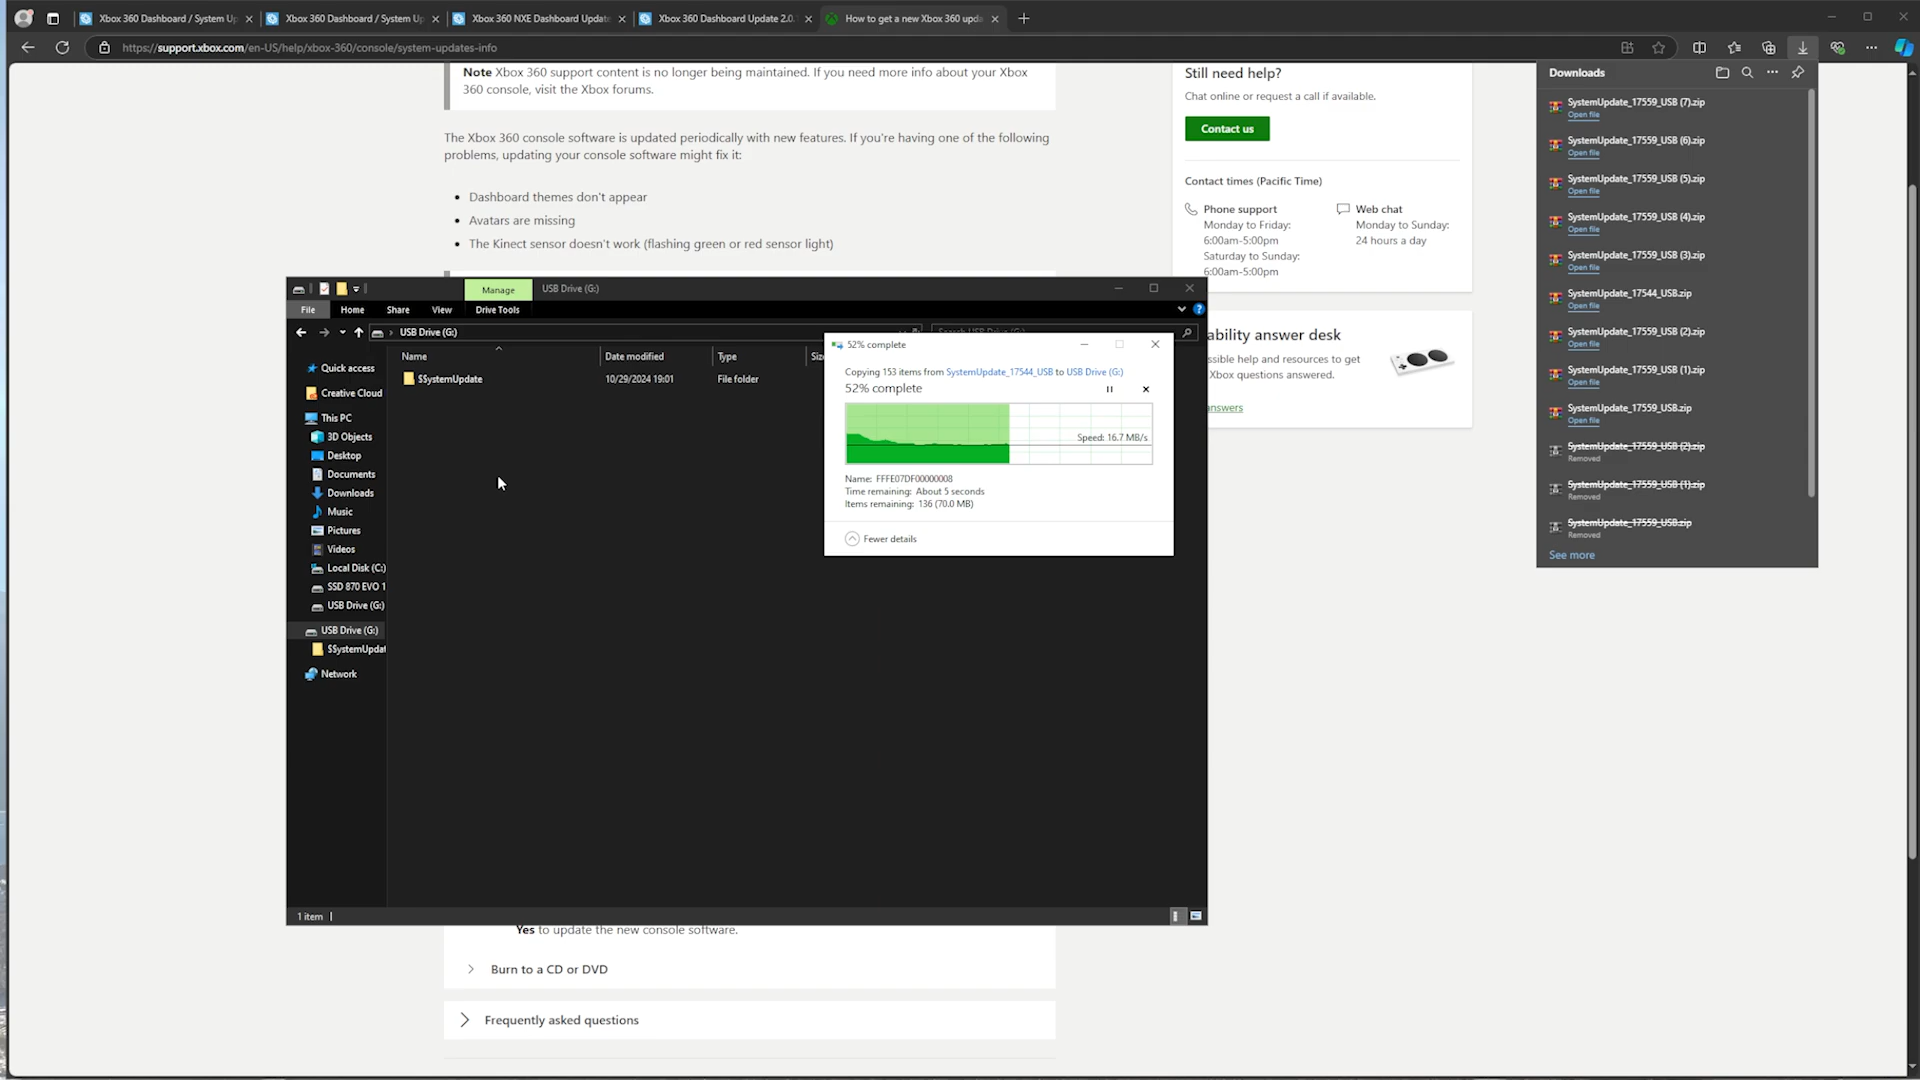 Xbox 360 Dashboard / System Up
Xbox 360 Dashboard / System Up
Xbox 360 NXE Dashboard Update
Xbox 360 Dashboard Update 2.0.
How to get a new Xbox 360 upda
https://support.xbox.com/en-US/help/xbox-360/console/system-updates-info
Note Xbox 360 support content is no longer being maintained. If you need more info about your Xbox
360 console, visit the Xbox forums.
The Xbox 360 console software is updated periodically with new features. If you're having one of the following
problems, updating your console software might fix it:
• Dashboard themes don't appear
• Avatars are missing
• The Kinect sensor doesn't work (flashing green or red sensor light)
Still need help?
Chat online or request a call if available.
Contact us
Contact times (Pacific Time)
Phone support
Monday to Friday:
6:00am-5:00pm
Saturday to Sunday:
6:00am-5:00pm
Web chat
Monday to Sunday:
24 hours a day
ability answer desk
ssible help and resources to get
Xbox questions answered.
answers
Downloads
SystemUpdate_17559_USB (7).zip
Open file
SystemUpdate_17559_USB (6).zip
Open file
SystemUpdate_17559_USB (5).zip
Open file
SystemUpdate_17559_USB (4).zip
Open file
SystemUpdate_17559_USB (3).zip
Open file
SystemUpdate_17544_USB.zip
Open file
SystemUpdate_17559_USB (2).zip
Open file
SystemUpdate_17559_USB (1).zip
Open file
SystemUpdate_17559_USB.zip
Open file
SystemUpdate_17559_USB (2).zip
Removed
SystemUpdate_17559_USB (1).zip
Removed
SystemUpdate_17559_USB.zip
Removed
See more
Manage
USB Drive (G:)
File
Home
Share
View
Drive Tools
USB Drive (G:)
Search USB Drive (G:)
Name
Date modified
Type
Siz
$SystemUpdate
10/29/2024 19:01
File folder
Quick access
Creative Cloud
This PC
3D Objects
Desktop
Documents
Downloads
Music
Pictures
Videos
Local Disk (C:)
SSD 870 EVO 1
USB Drive (G:)
USB Drive (G:)
$SystemUpdat
Network
1 item
52% complete
Copying 153 items from SystemUpdate_17544_USB to USB Drive (G:)
52% complete
Speed: 16.7 MB/s
Name: FFFE07DF00000008
Time remaining: About 5 seconds
Items remaining: 136 (70.0 MB)
Fewer details
Yes to update the new console software.
Burn to a CD or DVD
Frequently asked questions